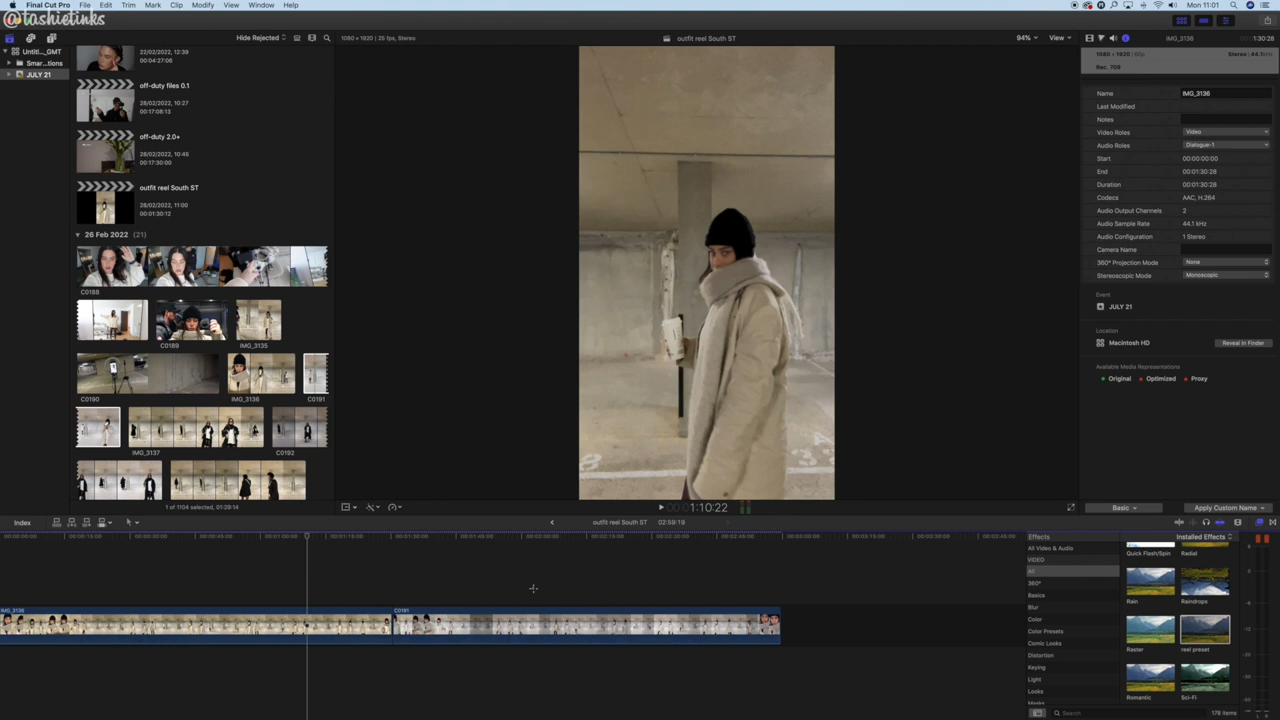 Final Cut Pro File Edit Trim Mark Clip Modify View Window Help
Mon 11:01
@tashietinks
Hide Rejected
1080 × 1920 | 25 fps, Stereo
outfit reel South ST
94%
View
IMG_3136
1:30:28
Untitl..._GMT
Smar...tions
JULY 21
22/02/2022, 12:39
00:04:27:06
off-duty files 0.1
28/02/2022, 10:27
00:17:08:13
off-duty 2.0+
28/02/2022, 10:46
00:17:30:00
outfit reel South ST
28/02/2022, 11:00
00:01:30:12
26 Feb 2022 (21)
C0188
C0189
IMG_3135
C0190
IMG_3136
C0191
IMG_3137
C0192
1 of 1104 selected, 01:29:14
1:10:22
1080 × 1920 | 60p
Stereo | 44.1kHz
Rec. 709
Name IMG_3136
Last Modified
Notes
Video Roles Video
Audio Roles Dialogue-1
Start 00:00:00:00
End 00:01:30:28
Duration 00:01:30:28
Codecs AAC, H.264
Audio Output Channels 2
Audio Sample Rate 44.1 kHz
Audio Configuration 1 Stereo
Camera Name
360° Projection Mode None
Stereoscopic Mode Monoscopic
Event
JULY 21
Location
Macintosh HD
Reveal in Finder
Available Media Representations
Original Optimized Proxy
Basic
Apply Custom Name
Index
outfit reel South ST 02:59:19
00:00:00:00 00:00:15:00 00:00:30:00 00:00:45:00 00:01:00:00 00:01:15:00 00:01:30:00 00:01:45:00 00:02:00:00 00:02:15:00 00:02:30:00 00:02:45:00 00:03:00:00 00:03:15:00 00:03:30:00 00:03:45:00
IMG_3136
C0191
Effects
Installed Effects
All Video & Audio
VIDEO
All
360°
Basics
Blur
Color
Color Presets
Comic Looks
Distortion
Keying
Light
Looks
Masks
Quick Flash/Spin
Radial
Rain
Raindrops
Raster
reel preset
Romantic
Sci-Fi
Search
178 items